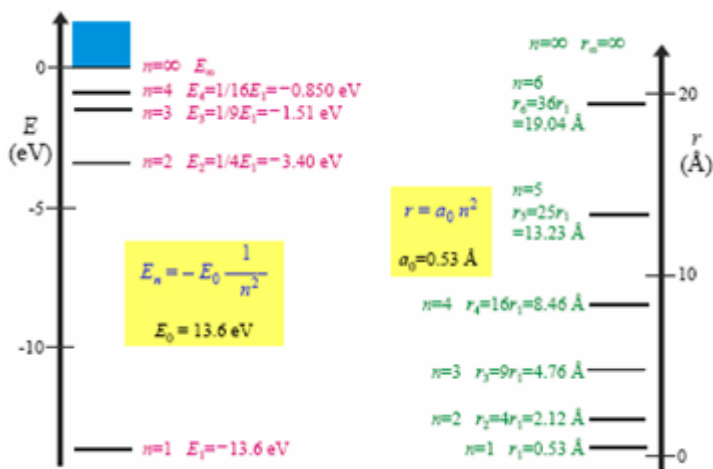 0
n=∞ E∞
n=4 E₄=1/16E₁=−0.850 eV
n=3 E₃=1/9E₁=−1.51 eV
E
(eV)
n=2 E₂=1/4E₁=−3.40 eV
-5
Eₙ = − E₀ 1/n²
E₀ = 13.6 eV
-10
n=1 E₁=−13.6 eV
n=∞ r∞=∞
n=6
r₆=36r₁
=19.04 Å
20
r
(Å)
n=5
r₅=25r₁
=13.23 Å
r = a₀ n²
a₀=0.53 Å
10
n=4 r₄=16r₁=8.46 Å
n=3 r₃=9r₁=4.76 Å
n=2 r₂=4r₁=2.12 Å
n=1 r₁=0.53 Å
0